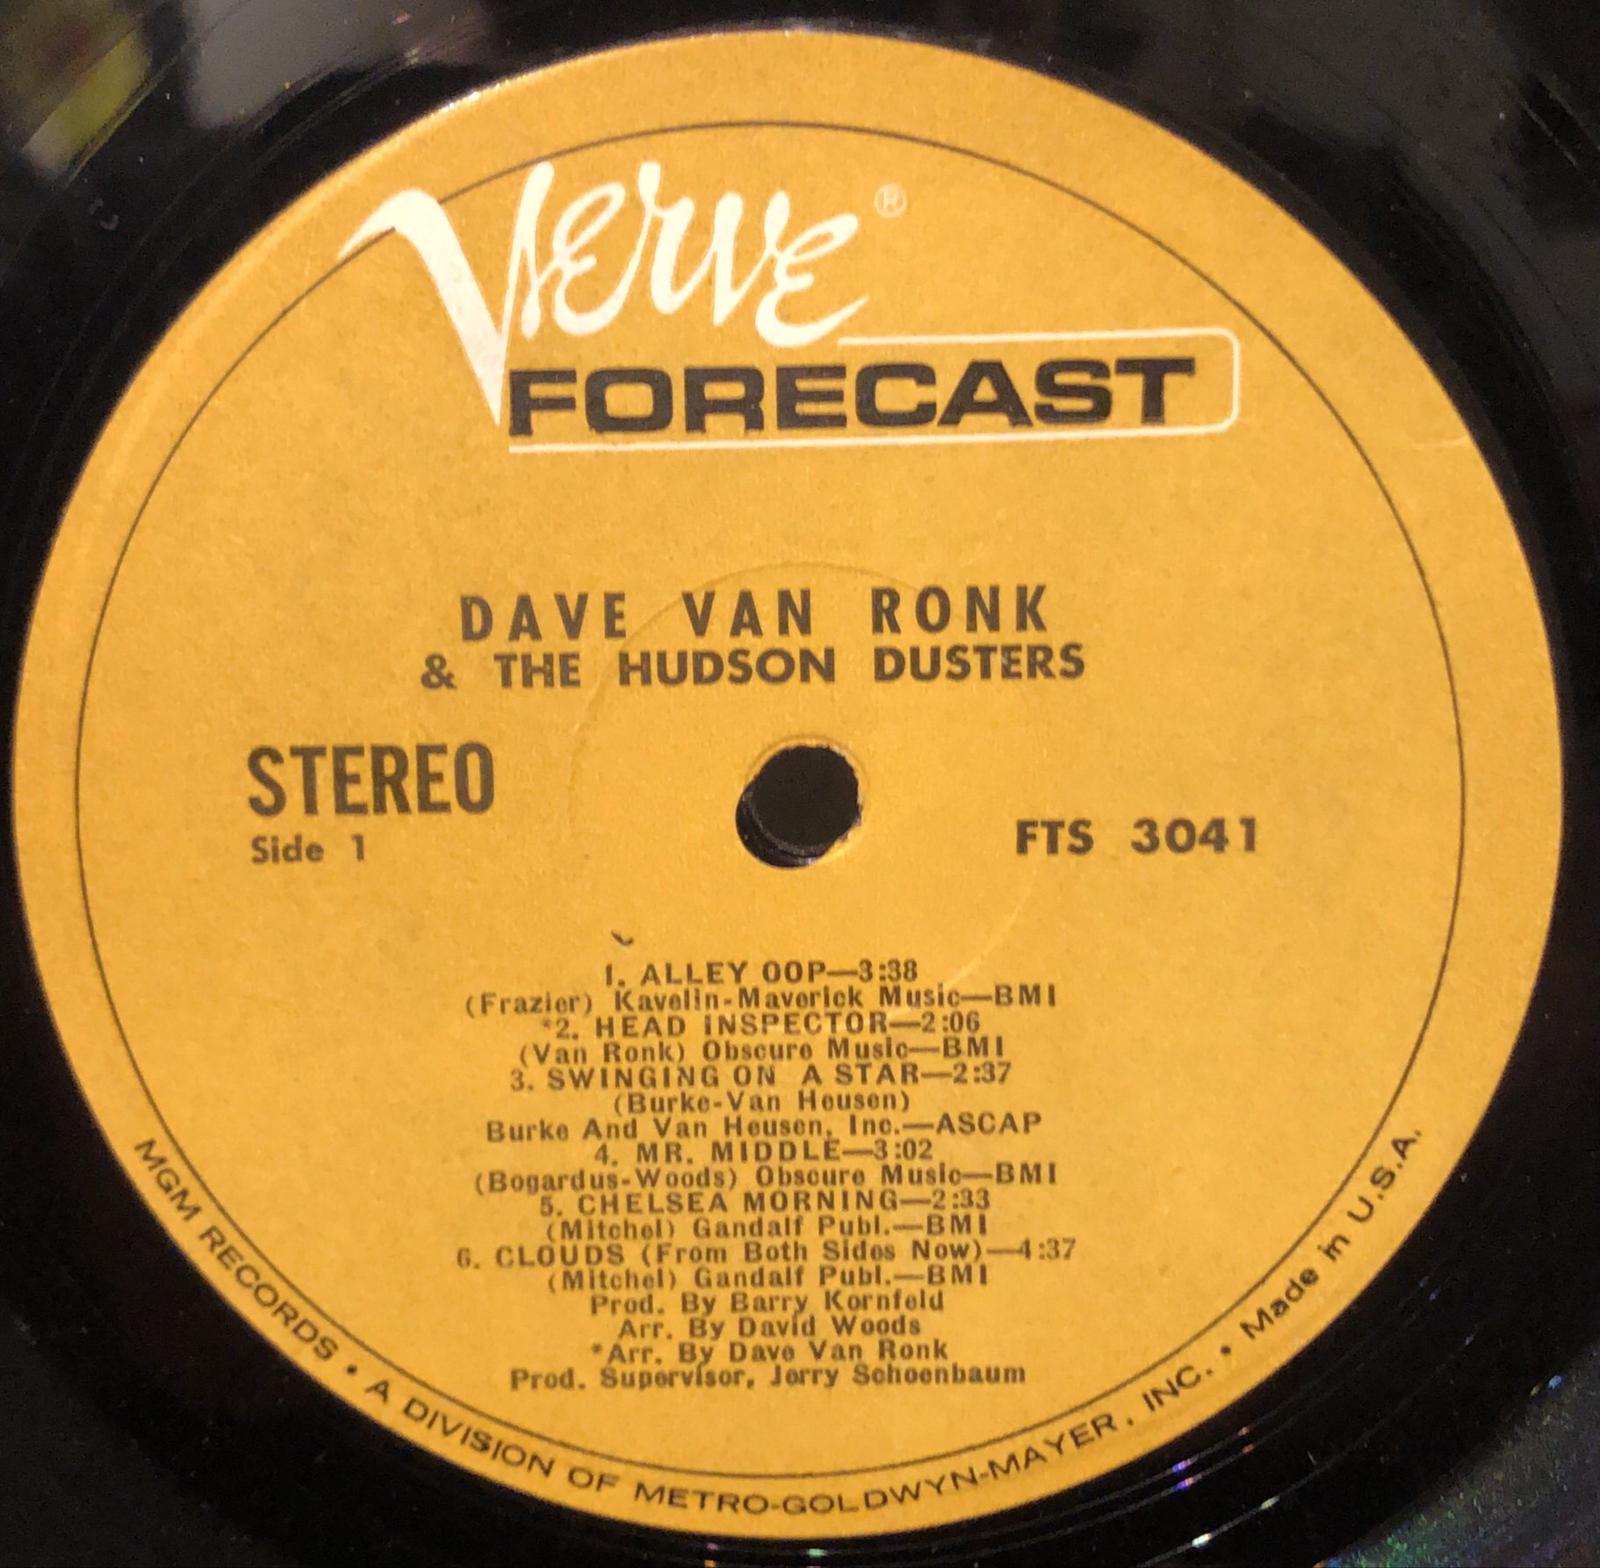 Verve ®
FORECAST
DAVE VAN RONK
& THE HUDSON DUSTERS
STEREO
Side 1
FTS 3041
1. ALLEY OOP—3:38
(Frazier) Kavelin-Maverick Music—BMI
*2. HEAD INSPECTOR—2:06
(Van Ronk) Obscure Music—BMI
3. SWINGING ON A STAR—2:37
(Burke-Van Heusen)
Burke And Van Heusen, Inc.—ASCAP
4. MR. MIDDLE—3:02
(Bogardus-Woods) Obscure Music—BMI
5. CHELSEA MORNING—2:33
(Mitchel) Gandalf Publ.—BMI
6. CLOUDS (From Both Sides Now)—4:37
(Mitchel) Gandalf Publ.—BMI
Prod. By Barry Kornfeld
Arr. By David Woods
*Arr. By Dave Van Ronk
Prod. Supervisor, Jerry Schoenbaum
MGM RECORDS • A DIVISION OF METRO-GOLDWYN-MAYER, INC. • Made in U.S.A.